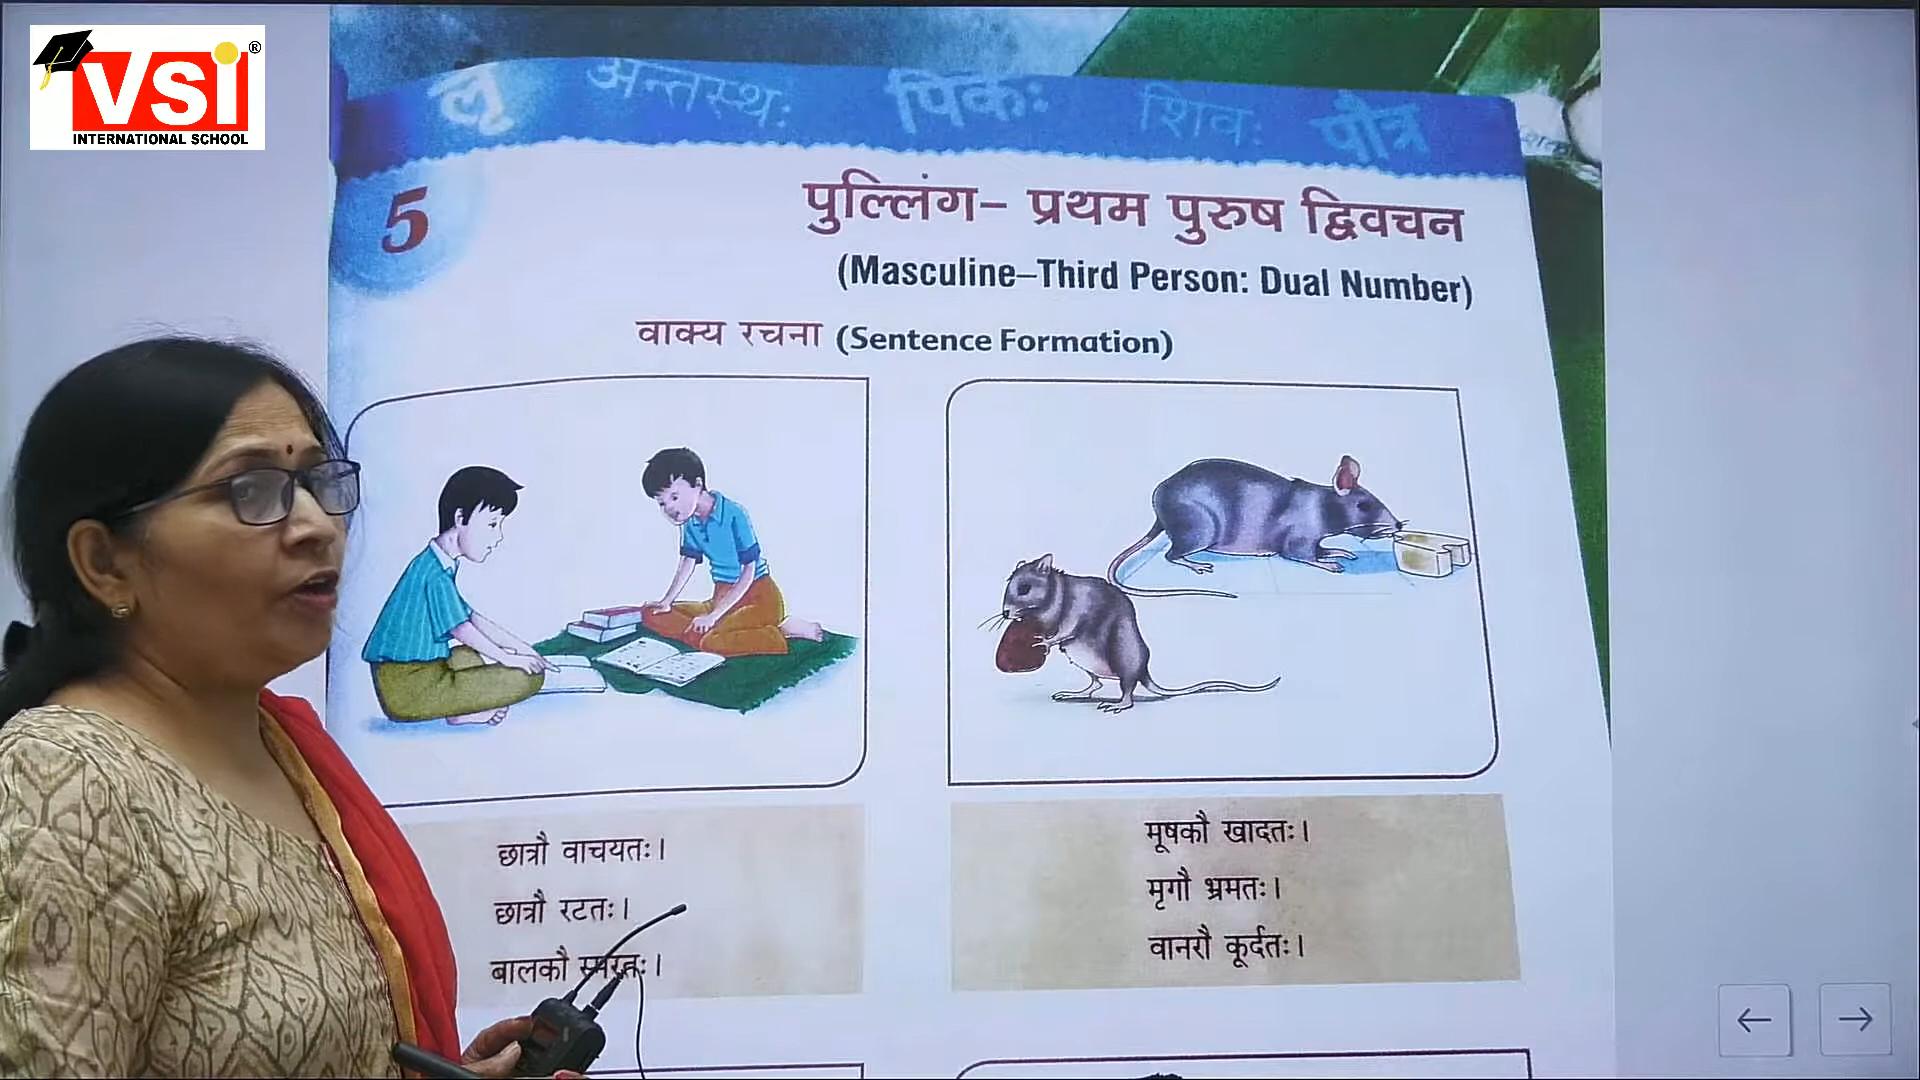 VSI®
INTERNATIONAL SCHOOL
लृ अन्तस्थः पिकः शिवः पौत्र
5
पुल्लिंग– प्रथम पुरुष द्विवचन
(Masculine–Third Person: Dual Number)
वाक्य रचना (Sentence Formation)
छात्रौ वाचयतः।
छात्रौ रटतः।
बालकौ स्मरतः।
मूषकौ खादतः।
मृगौ भ्रमतः।
वानरौ कूर्दतः।